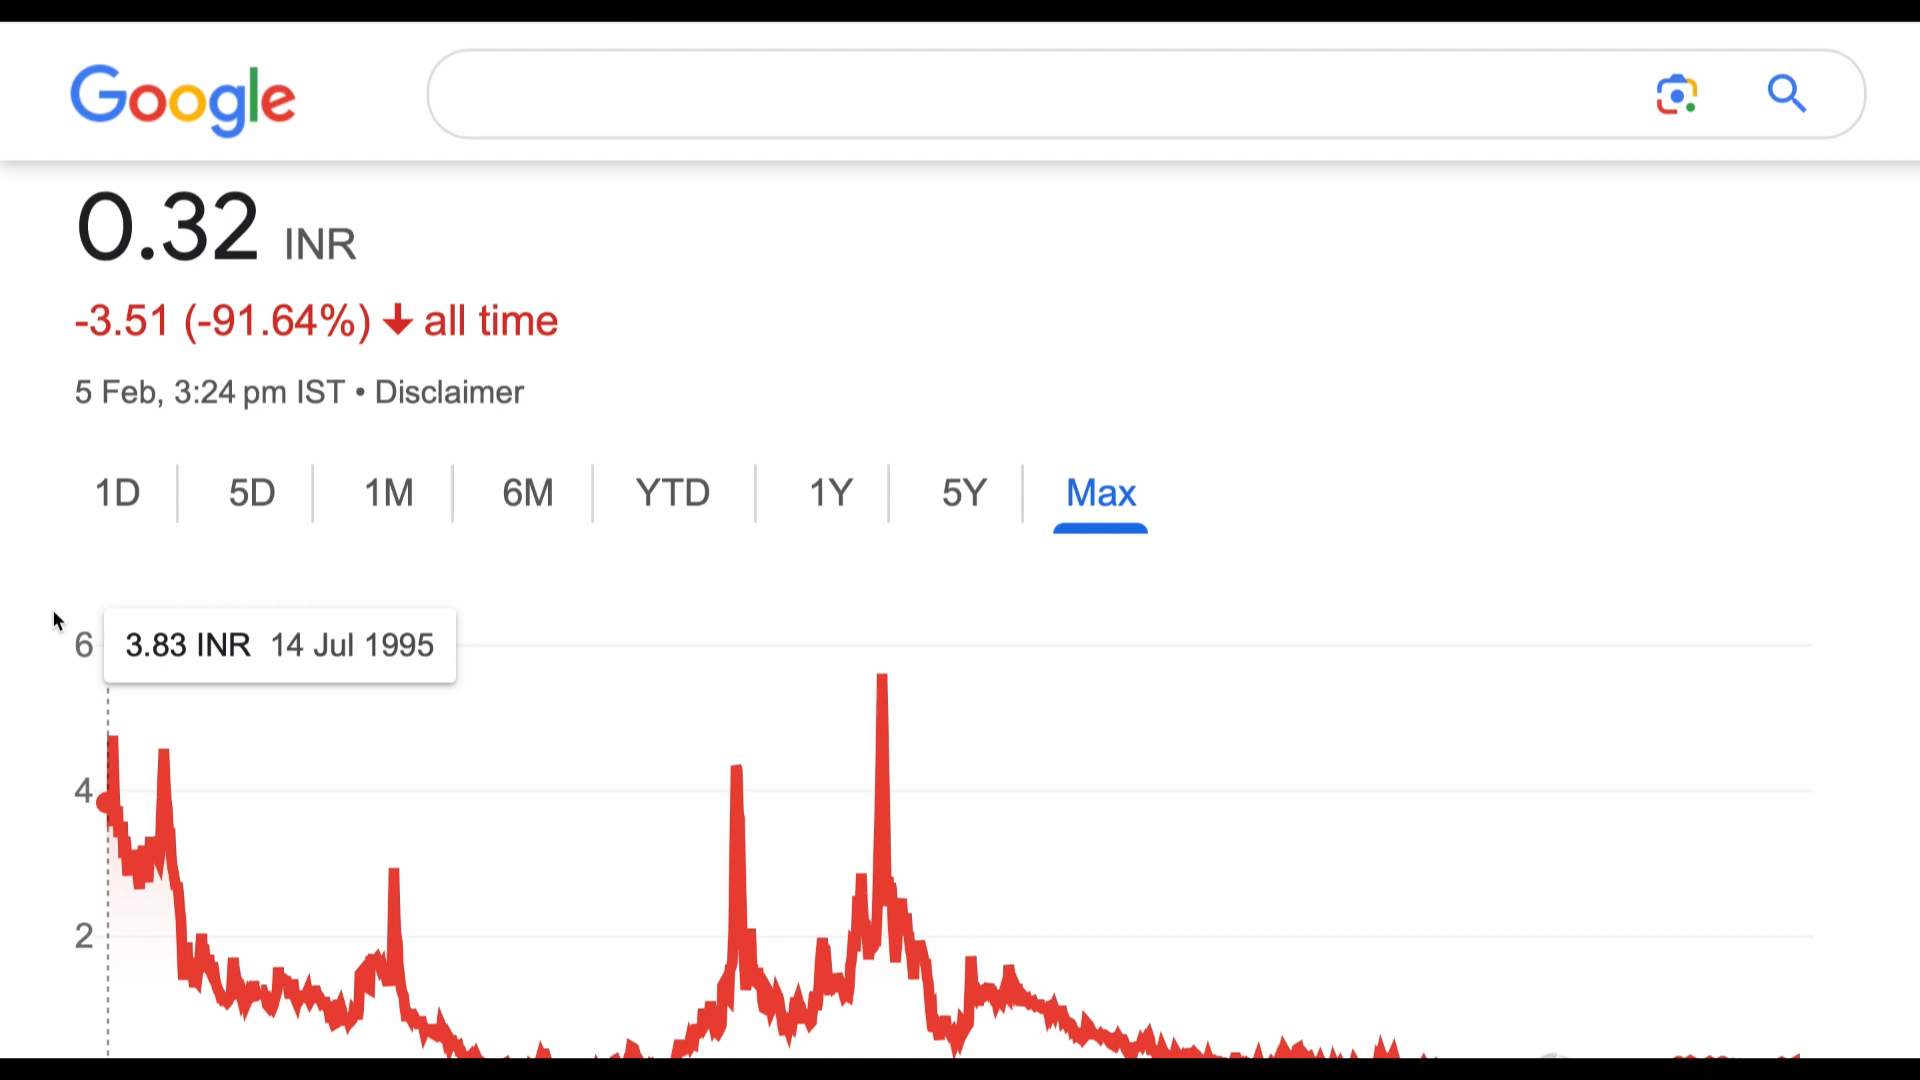 Google
0.32 INR
-3.51 (-91.64%) ↓ all time
5 Feb, 3:24 pm IST • Disclaimer
1D 5D 1M 6M YTD 1Y 5Y Max
6 3.83 INR 14 Jul 1995
4
2